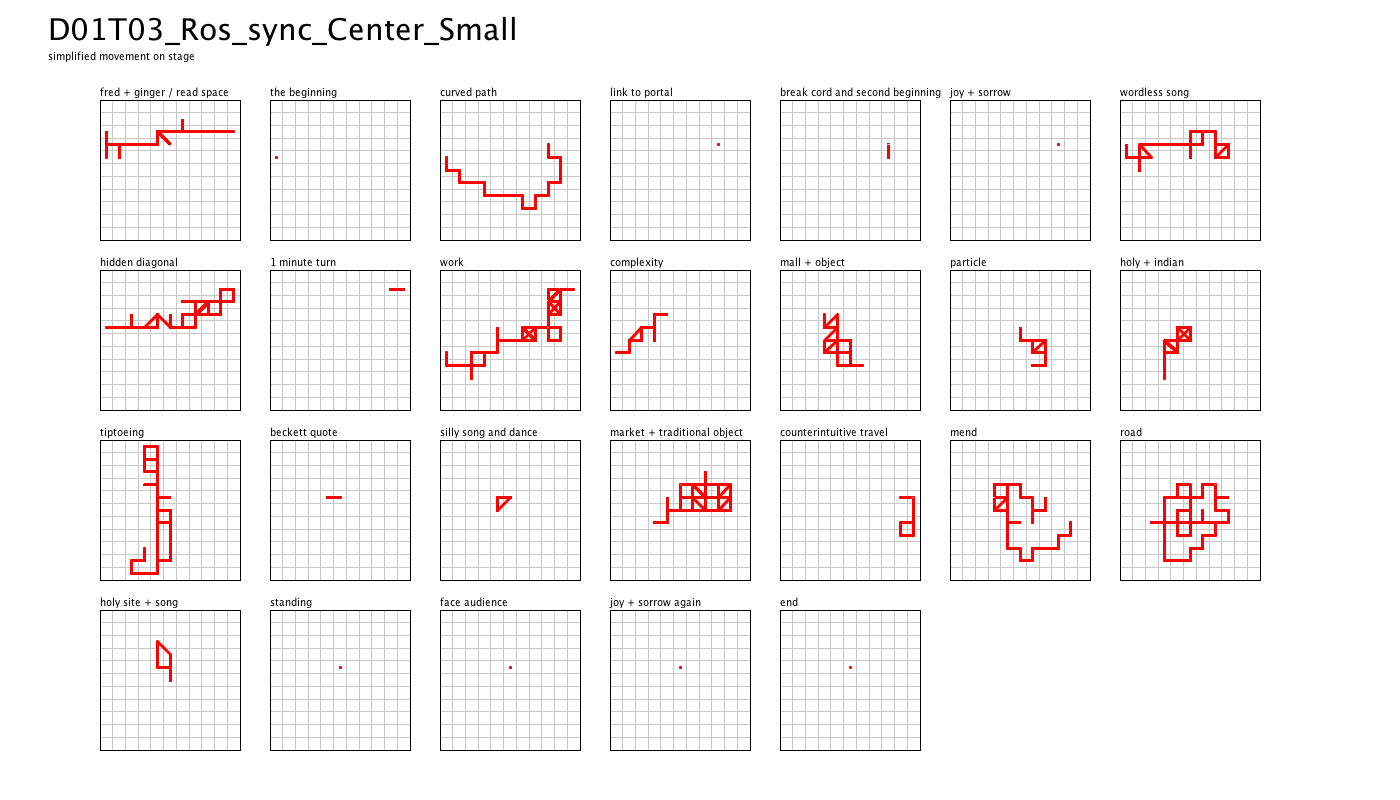 D01T03_Ros_sync_Center_Small
simplified movement on stage
fred + ginger / read space
the beginning
curved path
link to portal
break cord and second beginning
joy + sorrow
wordless song
hidden diagonal
1 minute turn
work
complexity
mall + object
particle
holy + indian
tiptoeing
beckett quote
silly song and dance
market + traditional object
counterintuitive travel
mend
road
holy site + song
standing
face audience
joy + sorrow again
end